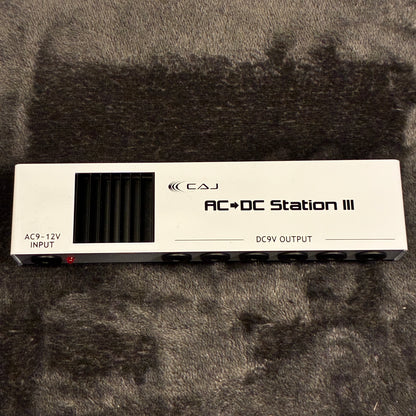 CAJ
AC➡DC Station III
AC9~12V
INPUT
DC9V OUTPUT